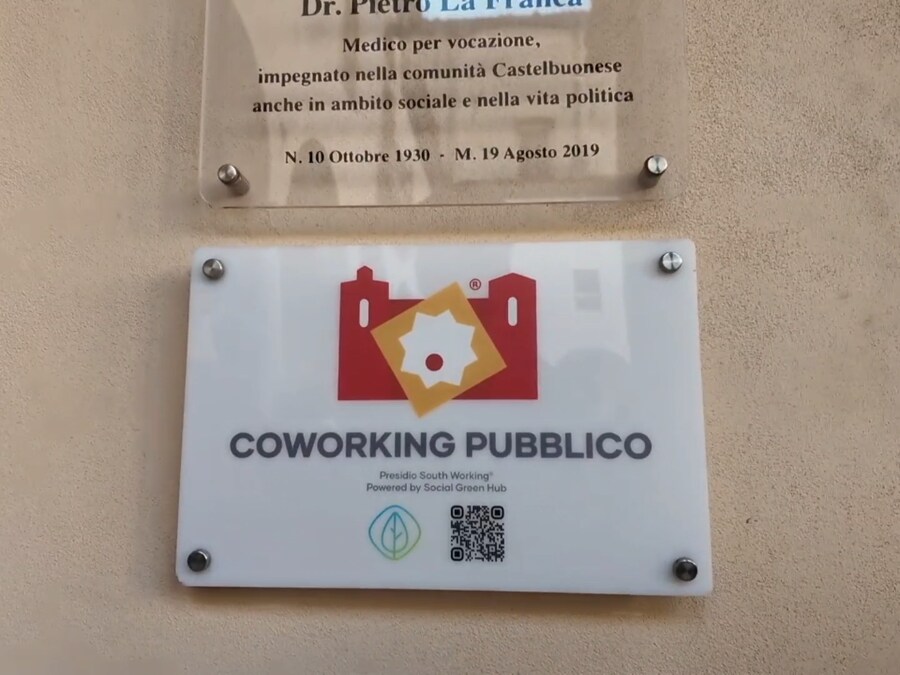 Dr. Pietro La Franca
Medico per vocazione,
impegnato nella comunità Castelbuonese
anche in ambito sociale e nella vita politica
N. 10 Ottobre 1930 - M. 19 Agosto 2019
®
COWORKING PUBBLICO
Presidio South Working®
Powered by Social Green Hub